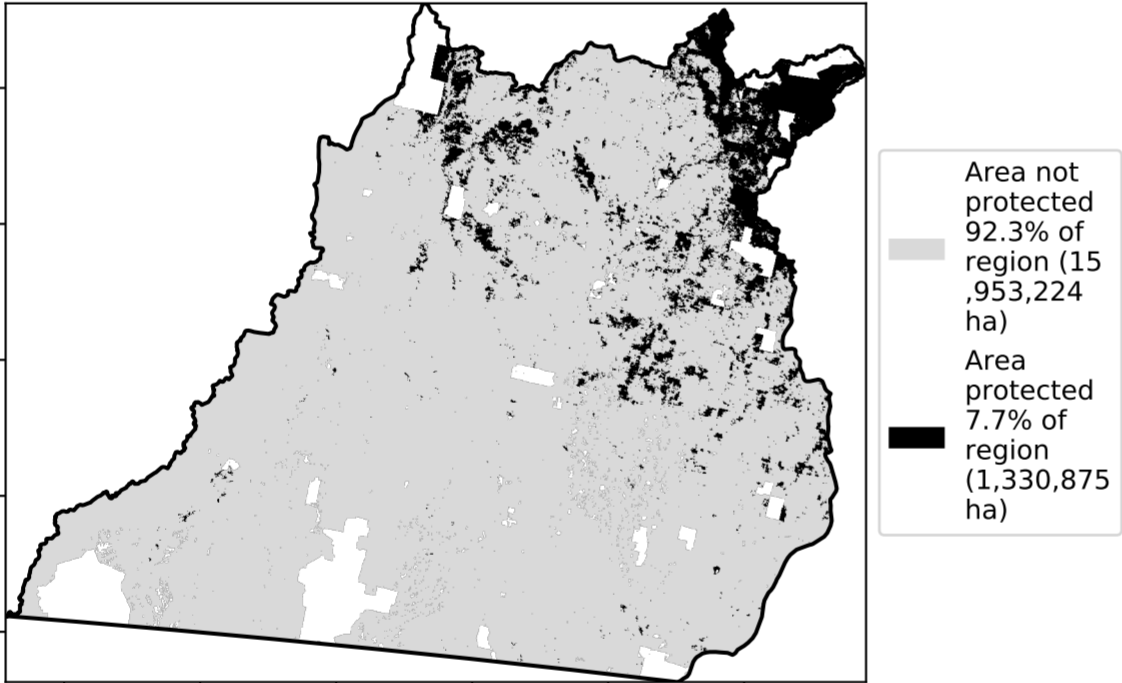 Area not
protected
92.3% of
region (15
,953,224
ha)
Area
protected
7.7% of
region
(1,330,875
ha)